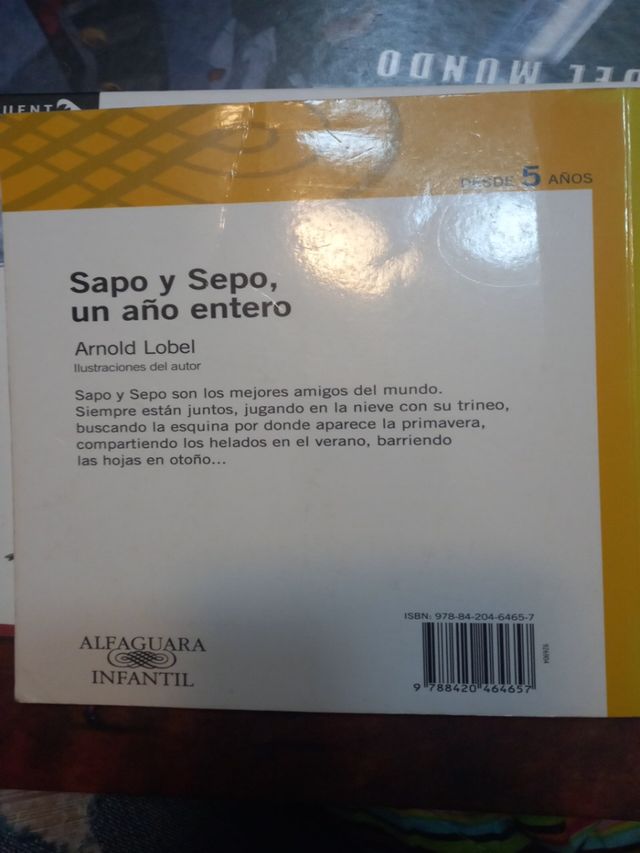 DEL MUNDO
UENT
DESDE 5 AÑOS
Sapo y Sepo,
un año entero
Arnold Lobel
Ilustraciones del autor
Sapo y Sepo son los mejores amigos del mundo.
Siempre están juntos, jugando en la nieve con su trineo,
buscando la esquina por donde aparece la primavera,
compartiendo los helados en el verano, barriendo
las hojas en otoño...
ISBN: 978-84-204-6465-7
ALFAGUARA
INFANTIL
9 788420 464657